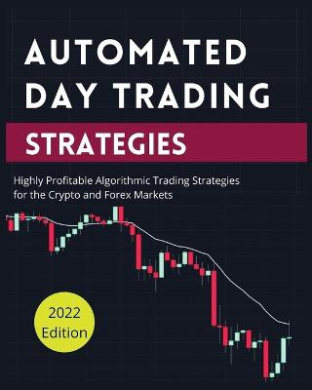 AUTOMATED
DAY TRADING
STRATEGIES
Highly Profitable Algorithmic Trading Strategies
for the Crypto and Forex Markets
2022
Edition